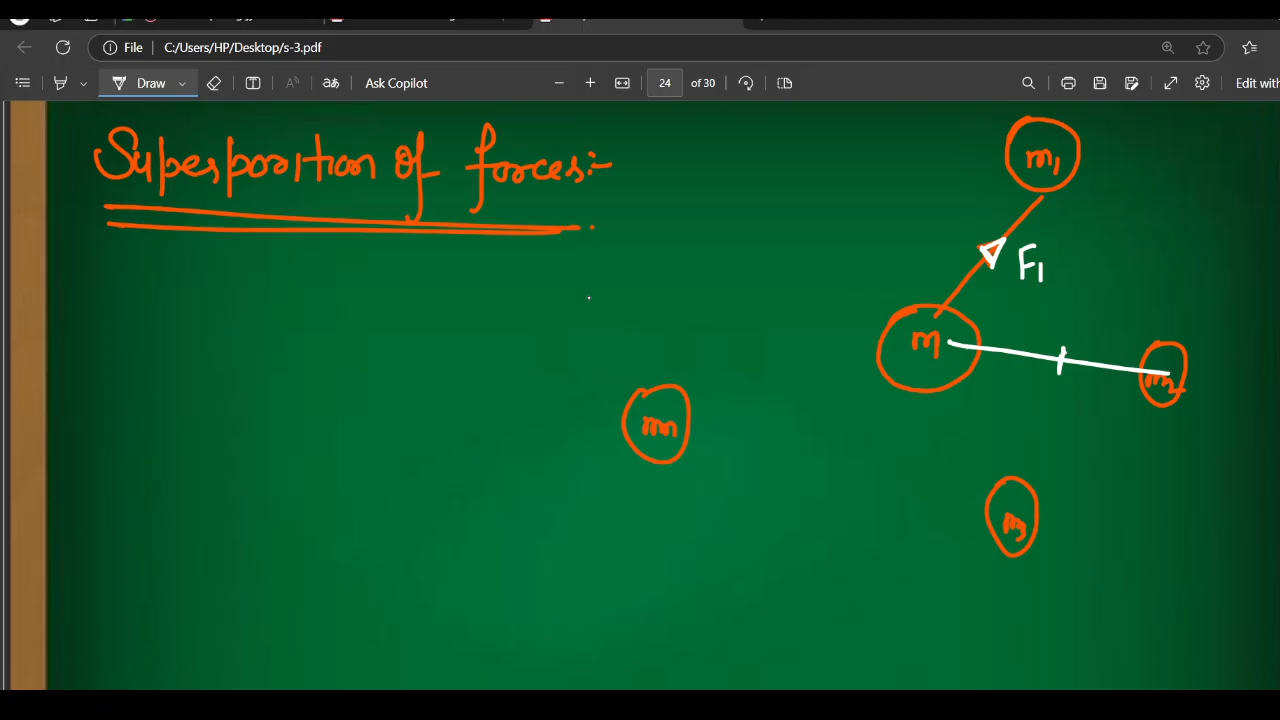 File C:/Users/HP/Desktop/s-3.pdf
Draw Ask Copilot 24 of 30 Edit with
Superposition of forces:-
m1
F1
m
m2
mn
m3